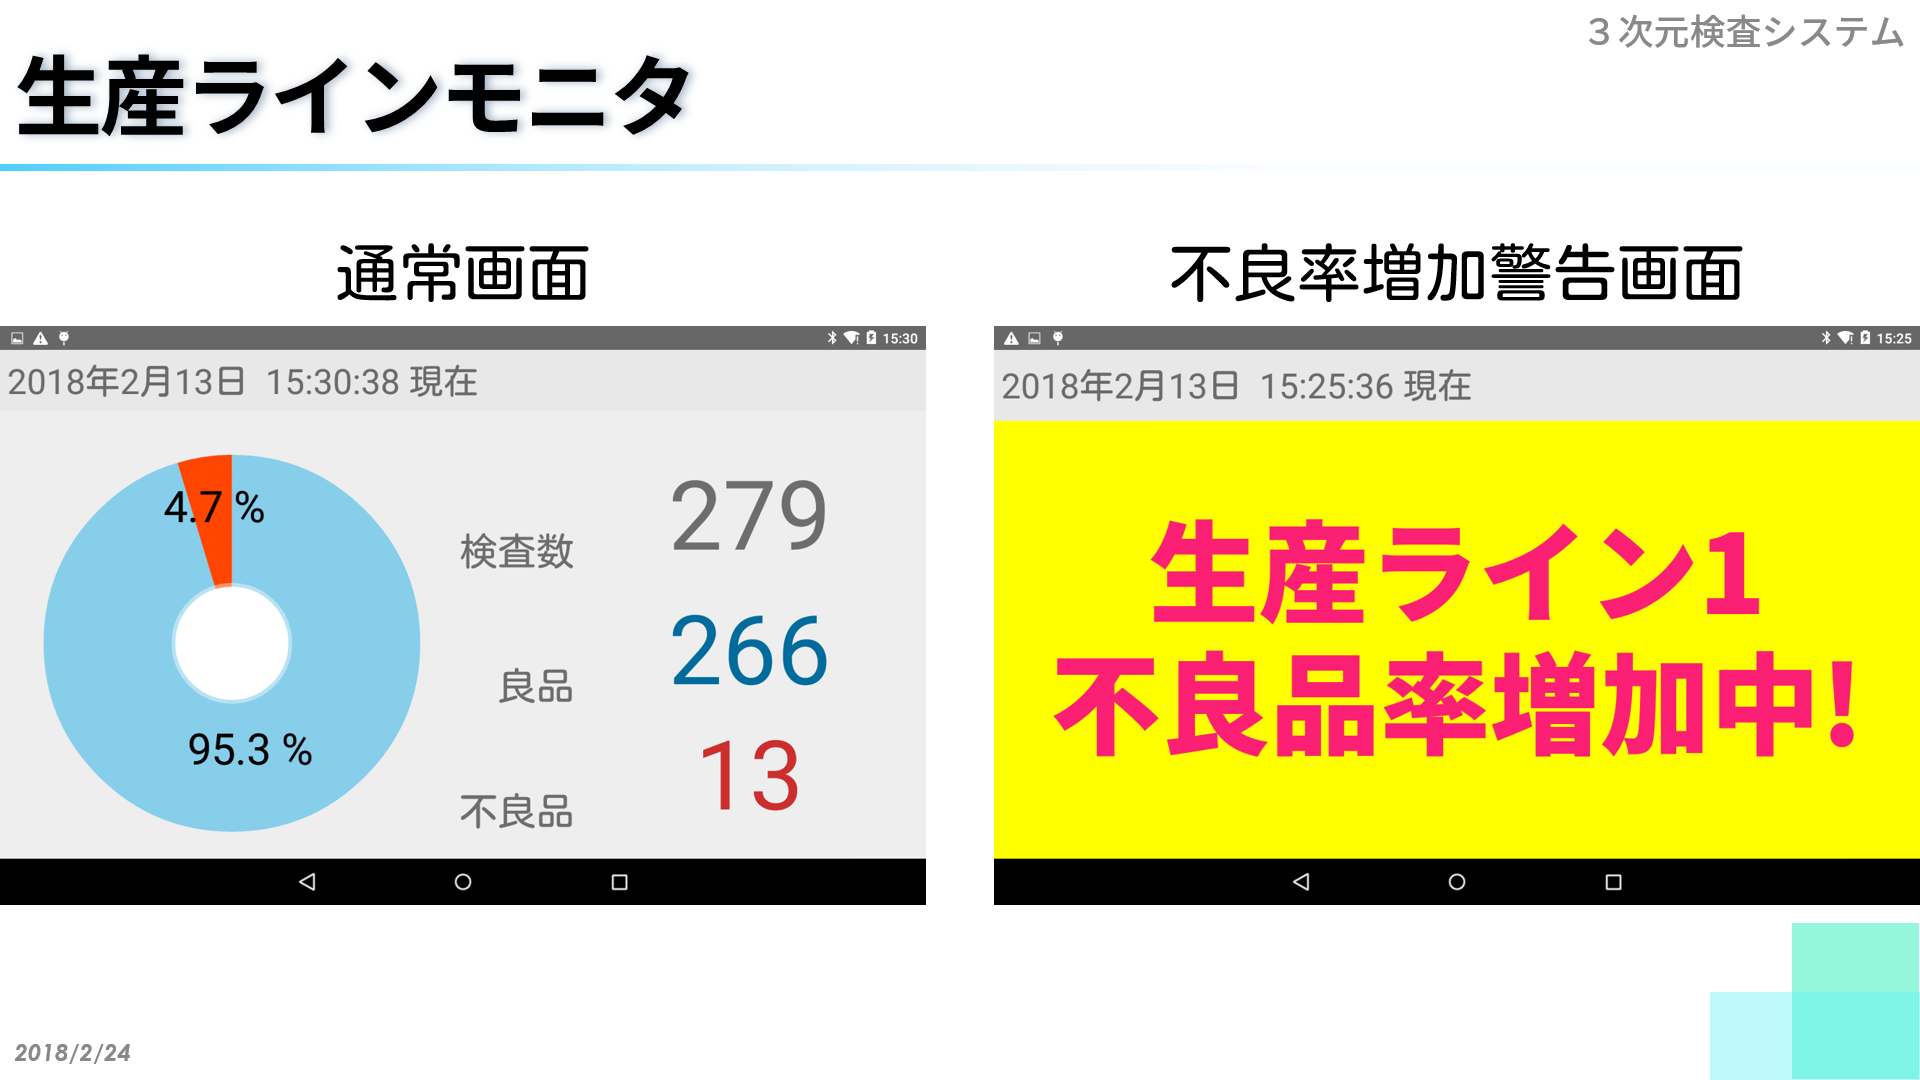 ３次元検査システム
生産ラインモニタ
通常画面
不良率増加警告画面
15:30
2018年2月13日 15:30:38 現在
4.7 %
95.3 %
検査数 279
良品 266
不良品 13
15:25
2018年2月13日 15:25:36 現在
生産ライン1
不良品率増加中!
2018/2/24